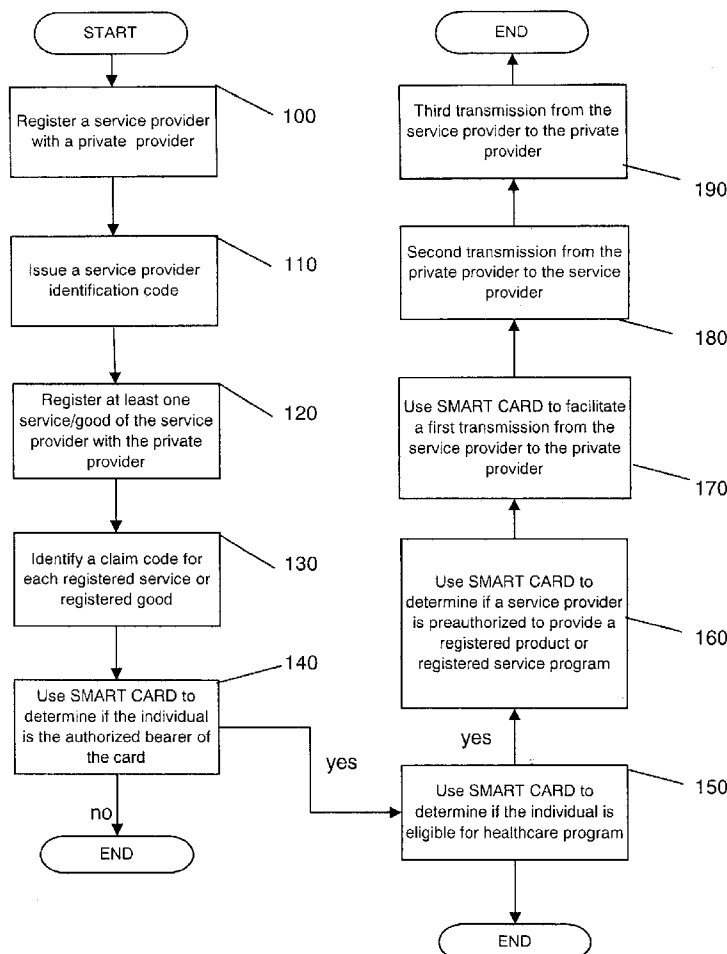 START
Register a service provider
with a private provider
100
Issue a service provider
identification code
110
Register at least one
service/good of the service
provider with the private
provider
120
Identify a claim code for
each registered service or
registered good
130
Use SMART CARD to
determine if the individual
is the authorized bearer of
the card
140
no
END
yes
Use SMART CARD to
determine if the individual is
eligible for healthcare program
150
END
yes
Use SMART CARD to
determine if a service provider
is preauthorized to provide a
registered product or
registered service program
160
Use SMART CARD to facilitate
a first transmission from the
service provider to the private
provider
170
Second transmission from the
private provider to the service
provider
180
Third transmission from the
service provider to the private
provider
190
END